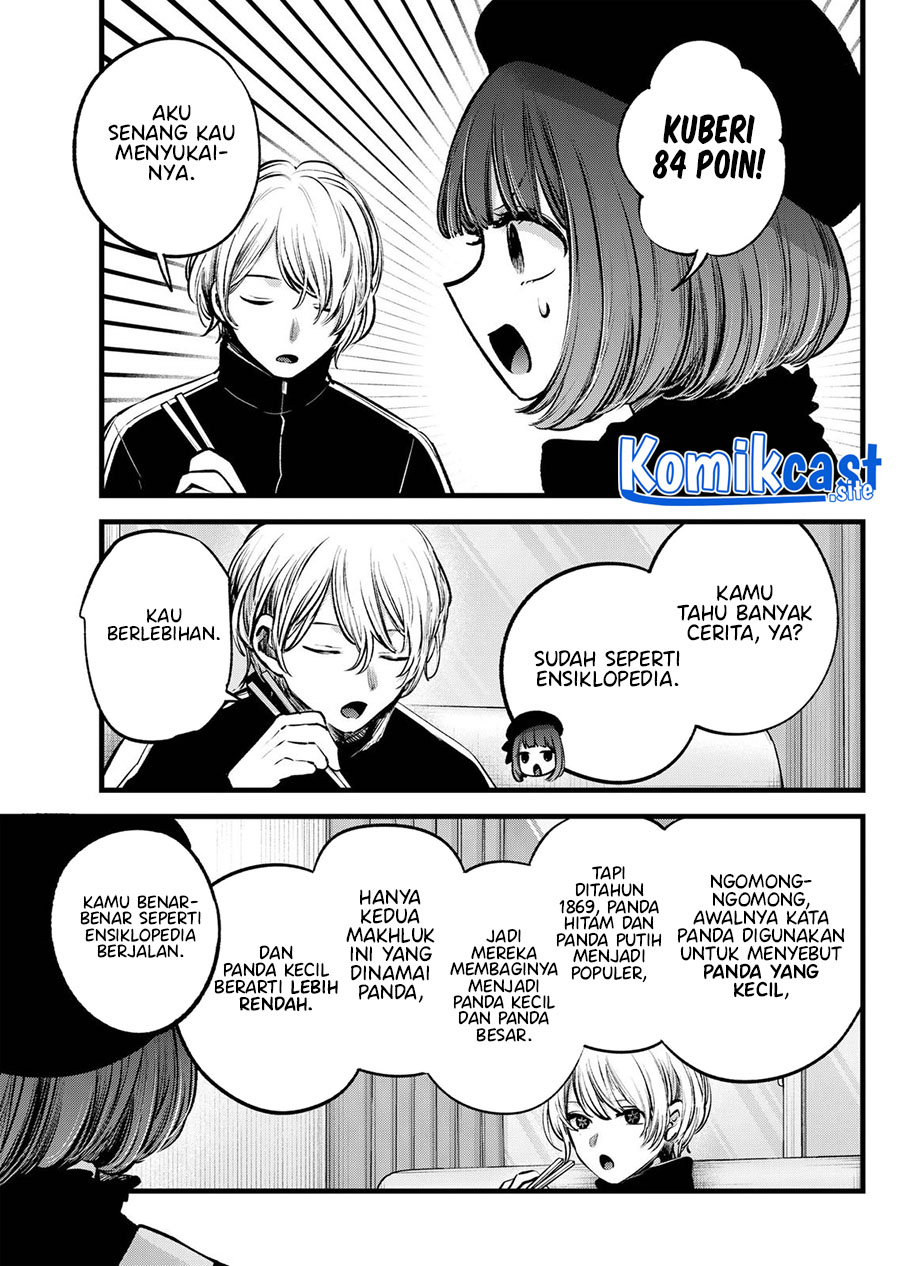 KUBERI
84 POIN!
AKU
SENANG KAU
MENYUKAI-
NYA.
Komikcast
.site
KAMU
TAHU BANYAK
CERITA, YA?
SUDAH SEPERTI
ENSIKLOPEDIA.
KAU
BERLEBIHAN.
NGOMONG-
NGOMONG,
AWALNYA KATA
PANDA DIGUNAKAN
UNTUK MENYEBUT
PANDA YANG
KECIL,
TAPI
DITAHUN
1869, PANDA
HITAM DAN
PANDA PUTIH
MENJADI
POPULER,
JADI
MEREKA
MEMBAGINYA
MENJADI
PANDA KECIL
DAN PANDA
BESAR.
HANYA
KEDUA
MAKHLUK
INI YANG
DINAMAI
PANDA,
DAN
PANDA KECIL
BERARTI LEBIH
RENDAH.
KAMU BENAR-
BENAR SEPERTI
ENSIKLOPEDIA
BERJALAN.